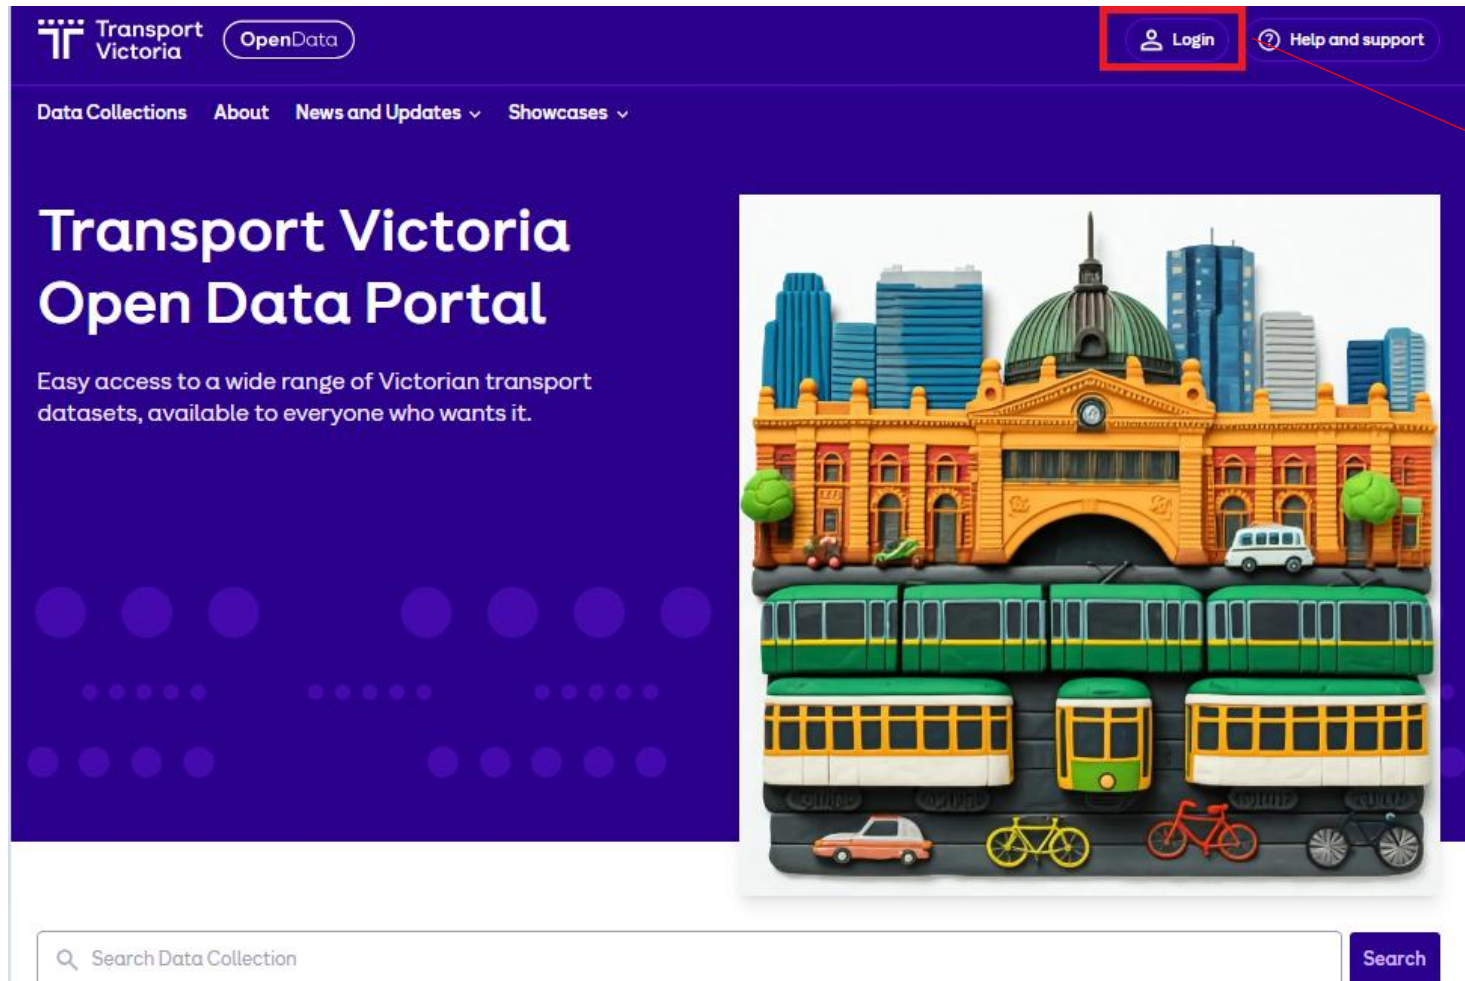 Transport
Victoria
OpenData
Login
Help and support
Data Collections About News and Updates Showcases
Transport Victoria
Open Data Portal
Easy access to a wide range of Victorian transport
datasets, available to everyone who wants it.
Search Data Collection
Search